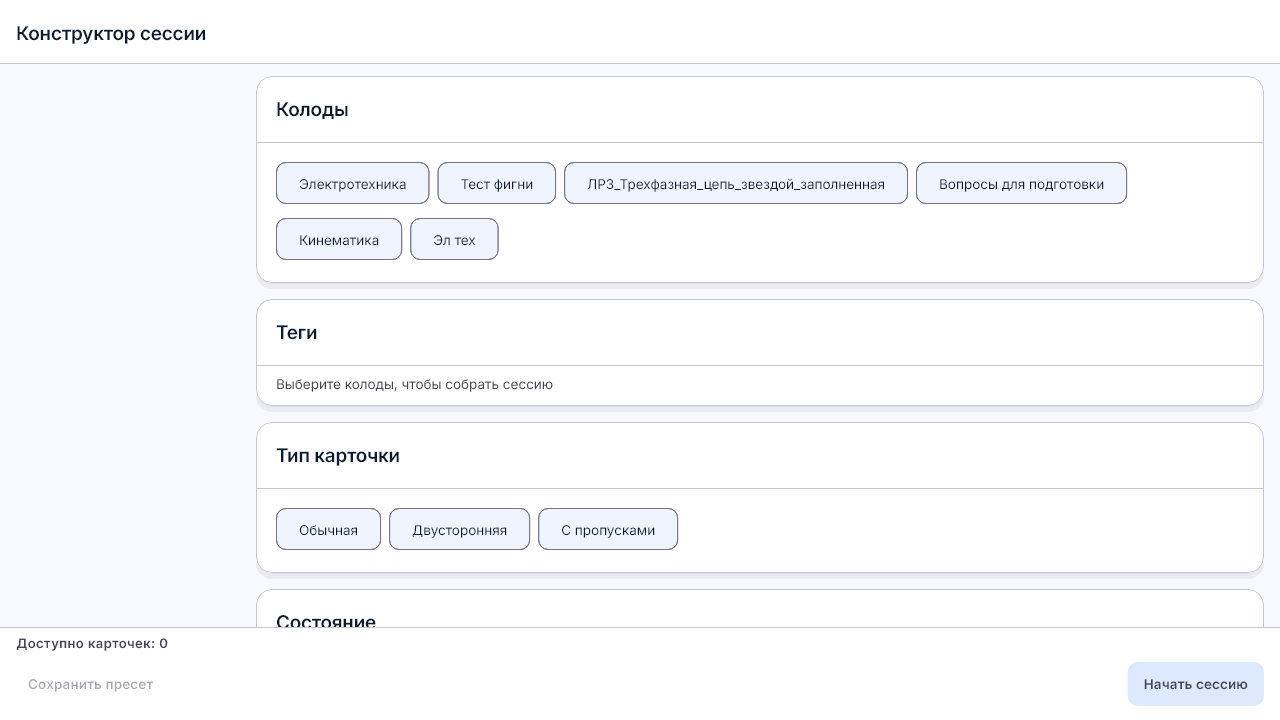 Конструктор сессии
Колоды
Электротехника
Тест фигни
ЛР3_Трехфазная_цепь_звездой_заполненная
Вопросы для подготовки
Кинематика
Эл тех
Теги
Выберите колоды, чтобы собрать сессию
Тип карточки
Обычная
Двусторонняя
С пропусками
Состояние
Доступно карточек: 0
Сохранить пресет
Начать сессию